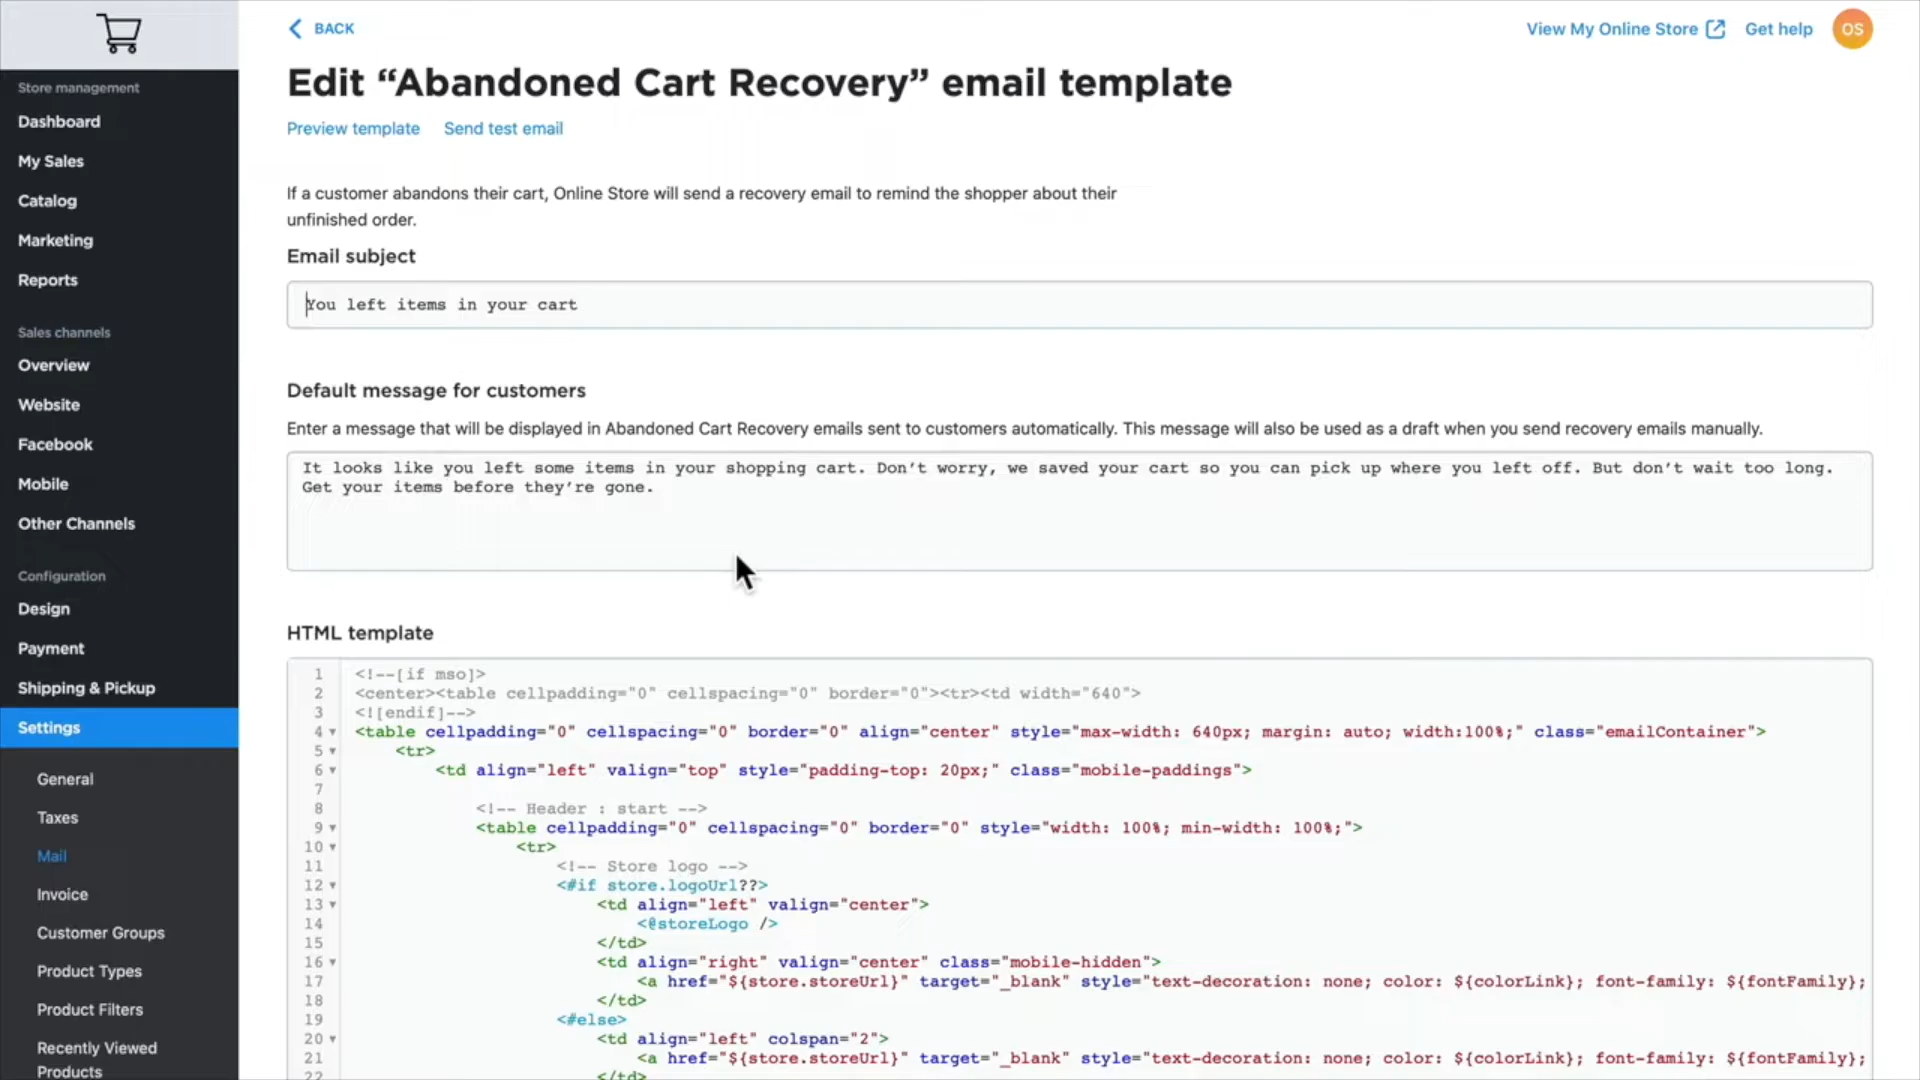 BACK
View My Online Store
Get help
OS
Store management
Dashboard
My Sales
Catalog
Marketing
Reports
Sales channels
Overview
Website
Facebook
Mobile
Other Channels
Configuration
Design
Payment
Shipping & Pickup
Settings
General
Taxes
Mail
Invoice
Customer Groups
Product Types
Product Filters
Recently Viewed
Products
Edit “Abandoned Cart Recovery” email template
Preview template Send test email
If a customer abandons their cart, Online Store will send a recovery email to remind the shopper about their
unfinished order.
Email subject
You left items in your cart
Default message for customers
Enter a message that will be displayed in Abandoned Cart Recovery emails sent to customers automatically. This message will also be used as a draft when you send recovery emails manually.
It looks like you left some items in your shopping cart. Don’t worry, we saved your cart so you can pick up where you left off. But don’t wait too long.
Get your items before they’re gone.
HTML template
1 <!--[if mso]>
2 <center><table cellpadding="0" cellspacing="0" border="0"><tr><td width="640">
3 <![endif]-->
4 <table cellpadding="0" cellspacing="0" border="0" align="center" style="max-width: 640px; margin: auto; width:100%;" class="emailContainer">
5 <tr>
6 <td align="left" valign="top" style="padding-top: 20px;" class="mobile-paddings">
7
8 <!-- Header : start -->
9 <table cellpadding="0" cellspacing="0" border="0" style="width: 100%; min-width: 100%;">
10 <tr>
11 <!-- Store logo -->
12 <#if store.logoUrl??>
13 <td align="left" valign="center">
14 <@storeLogo />
15 </td>
16 <td align="right" valign="center" class="mobile-hidden">
17 <a href="${store.storeUrl}" target="_blank" style="text-decoration: none; color: ${colorLink}; font-family: ${fontFamily};
18 </td>
19 <#else>
20 <td align="left" colspan="2">
21 <a href="${store.storeUrl}" target="_blank" style="text-decoration: none; color: ${colorLink}; font-family: ${fontFamily};
22 </td>